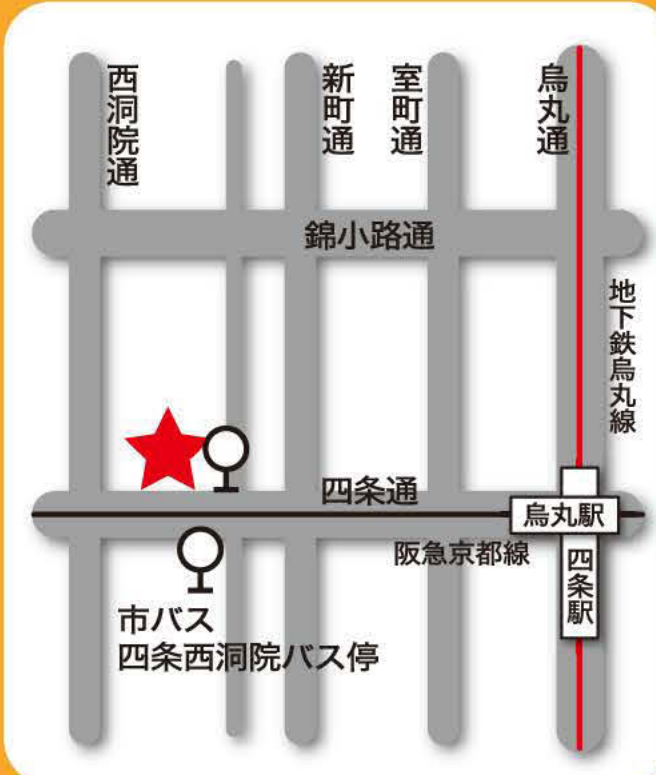 西洞院通
新町通
室町通
烏丸通
錦小路通
地下鉄烏丸線
四条通
烏丸駅
阪急京都線
四条駅
市バス
四条西洞院バス停